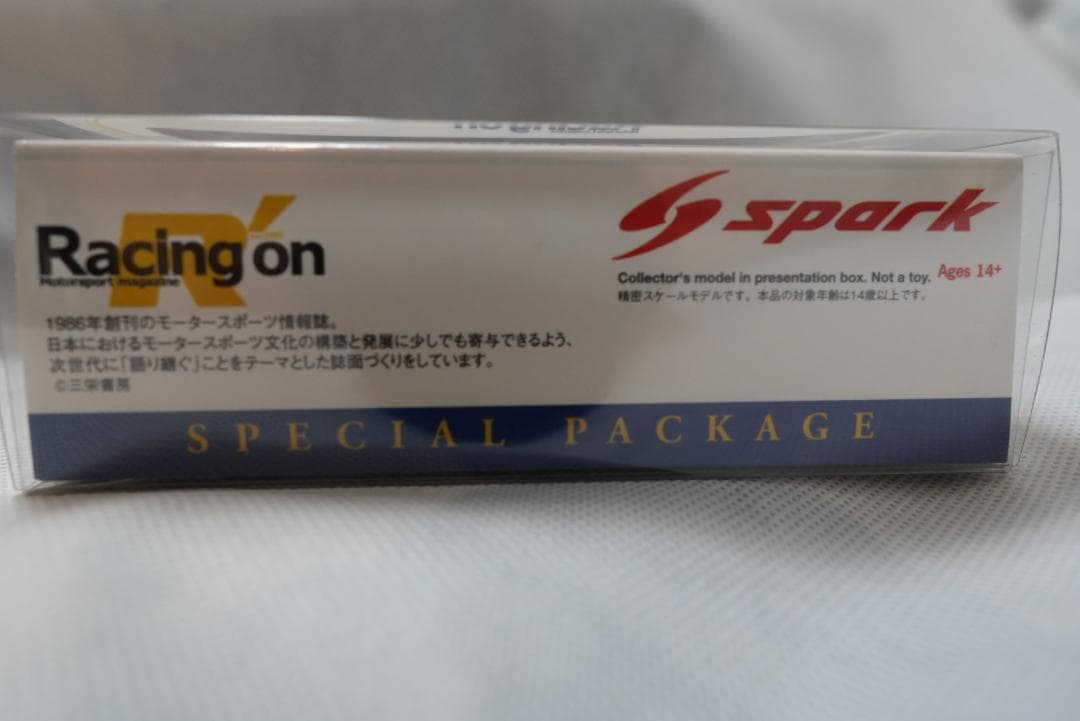 Racing on
Motorsport magazine
1986年創刊のモータースポーツ情報誌。
日本におけるモータースポーツ文化の構築と発展に少しでも寄与できるよう、
次世代に「語り継ぐ」ことをテーマとした誌面づくりをしています。
©三栄書房
spark
Collector's model in presentation box. Not a toy. Ages 14+
精密スケールモデルです。本品の対象年齢は14歳以上です。
SPECIAL PACKAGE